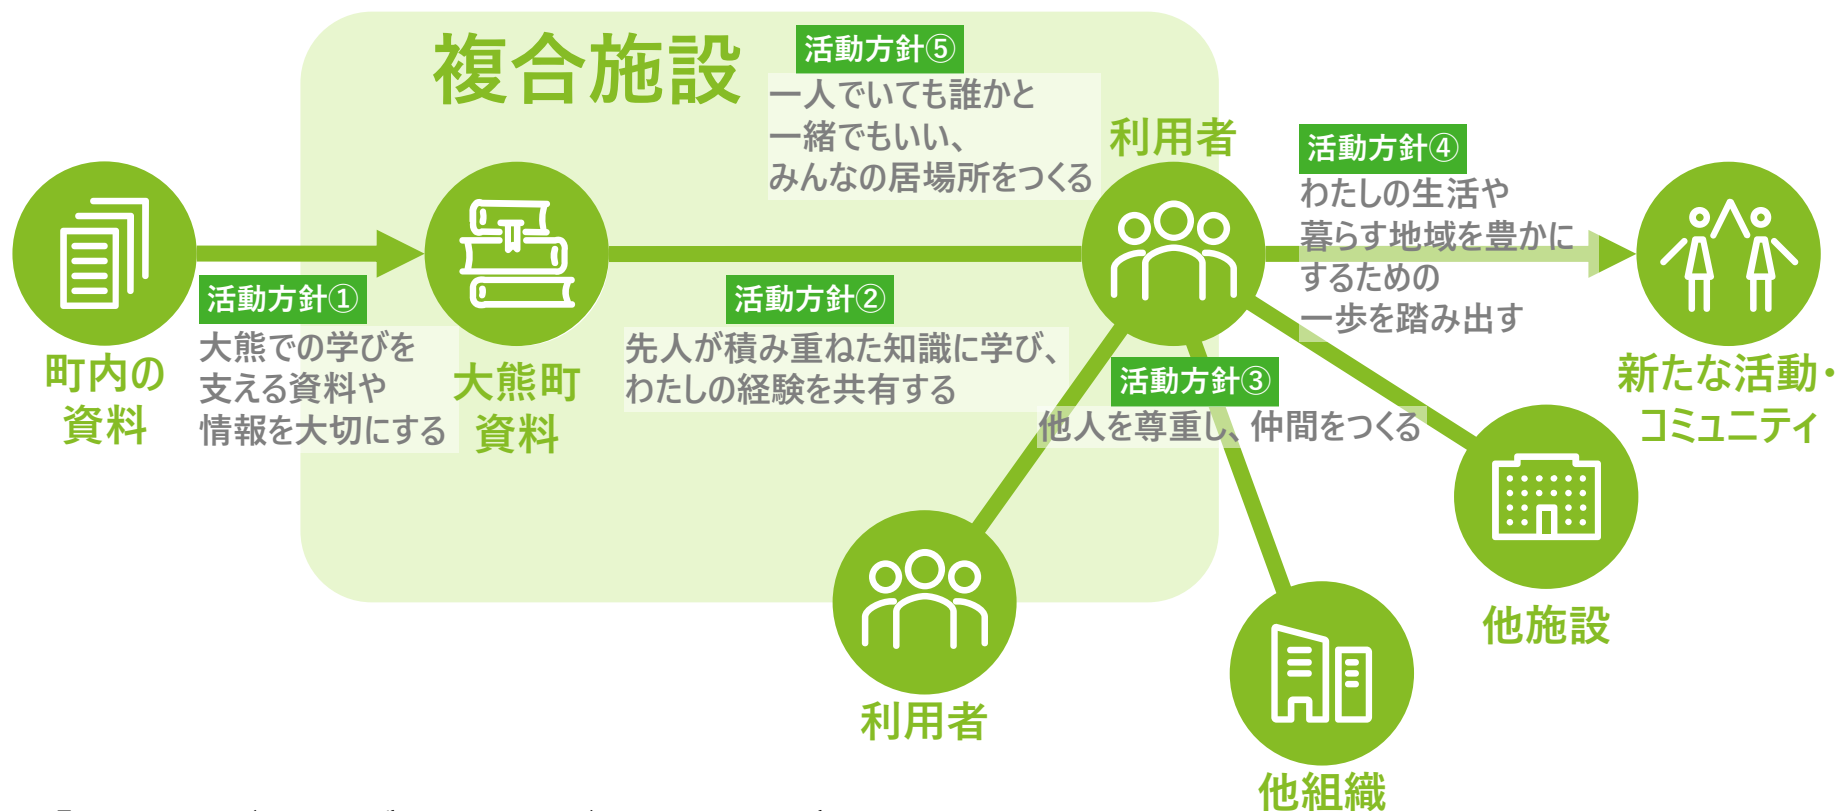 複合施設
活動方針⑤
一人でいても誰かと
一緒でもいい、
みんなの居場所をつくる
利用者
活動方針④
わたしの生活や
暮らす地域を豊かに
するための
一歩を踏み出す
活動方針①
大熊での学びを
支える資料や
情報を大切にする
町内の
資料
大熊町
資料
活動方針②
先人が積み重ねた知識に学び、
わたしの経験を共有する
活動方針③
他人を尊重し、仲間をつくる
新たな活動・
コミュニティ
他施設
利用者
他組織